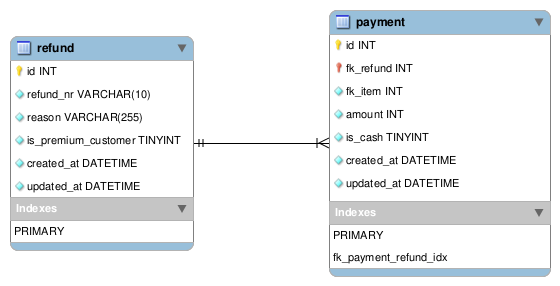 refund
id INT
refund_nr VARCHAR(10)
reason VARCHAR(255)
is_premium_customer TINYINT
created_at DATETIME
updated_at DATETIME
Indexes
PRIMARY
payment
id INT
fk_refund INT
fk_item INT
amount INT
is_cash TINYINT
created_at DATETIME
updated_at DATETIME
Indexes
PRIMARY
fk_payment_refund_idx